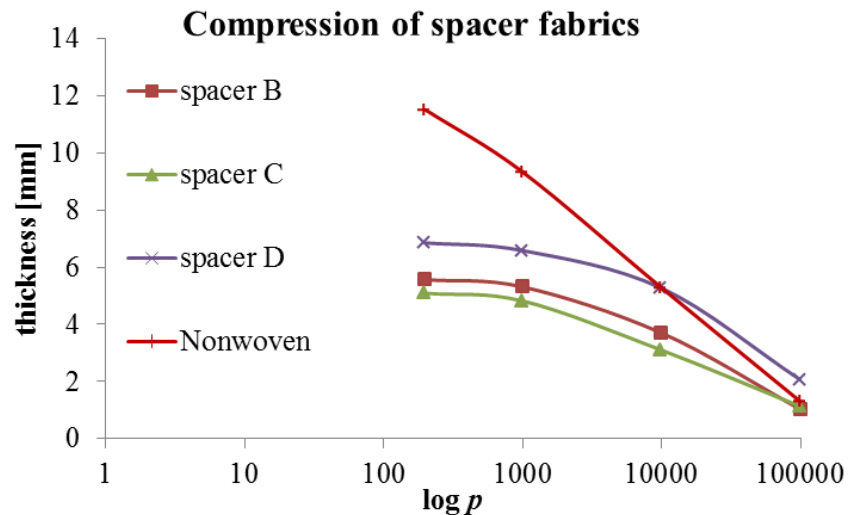 Compression of spacer fabrics
14
12
10
8
6
4
2
0
thickness [mm]
spacer B
spacer C
spacer D
Nonwoven
1 10 100 1000 10000 100000
log p